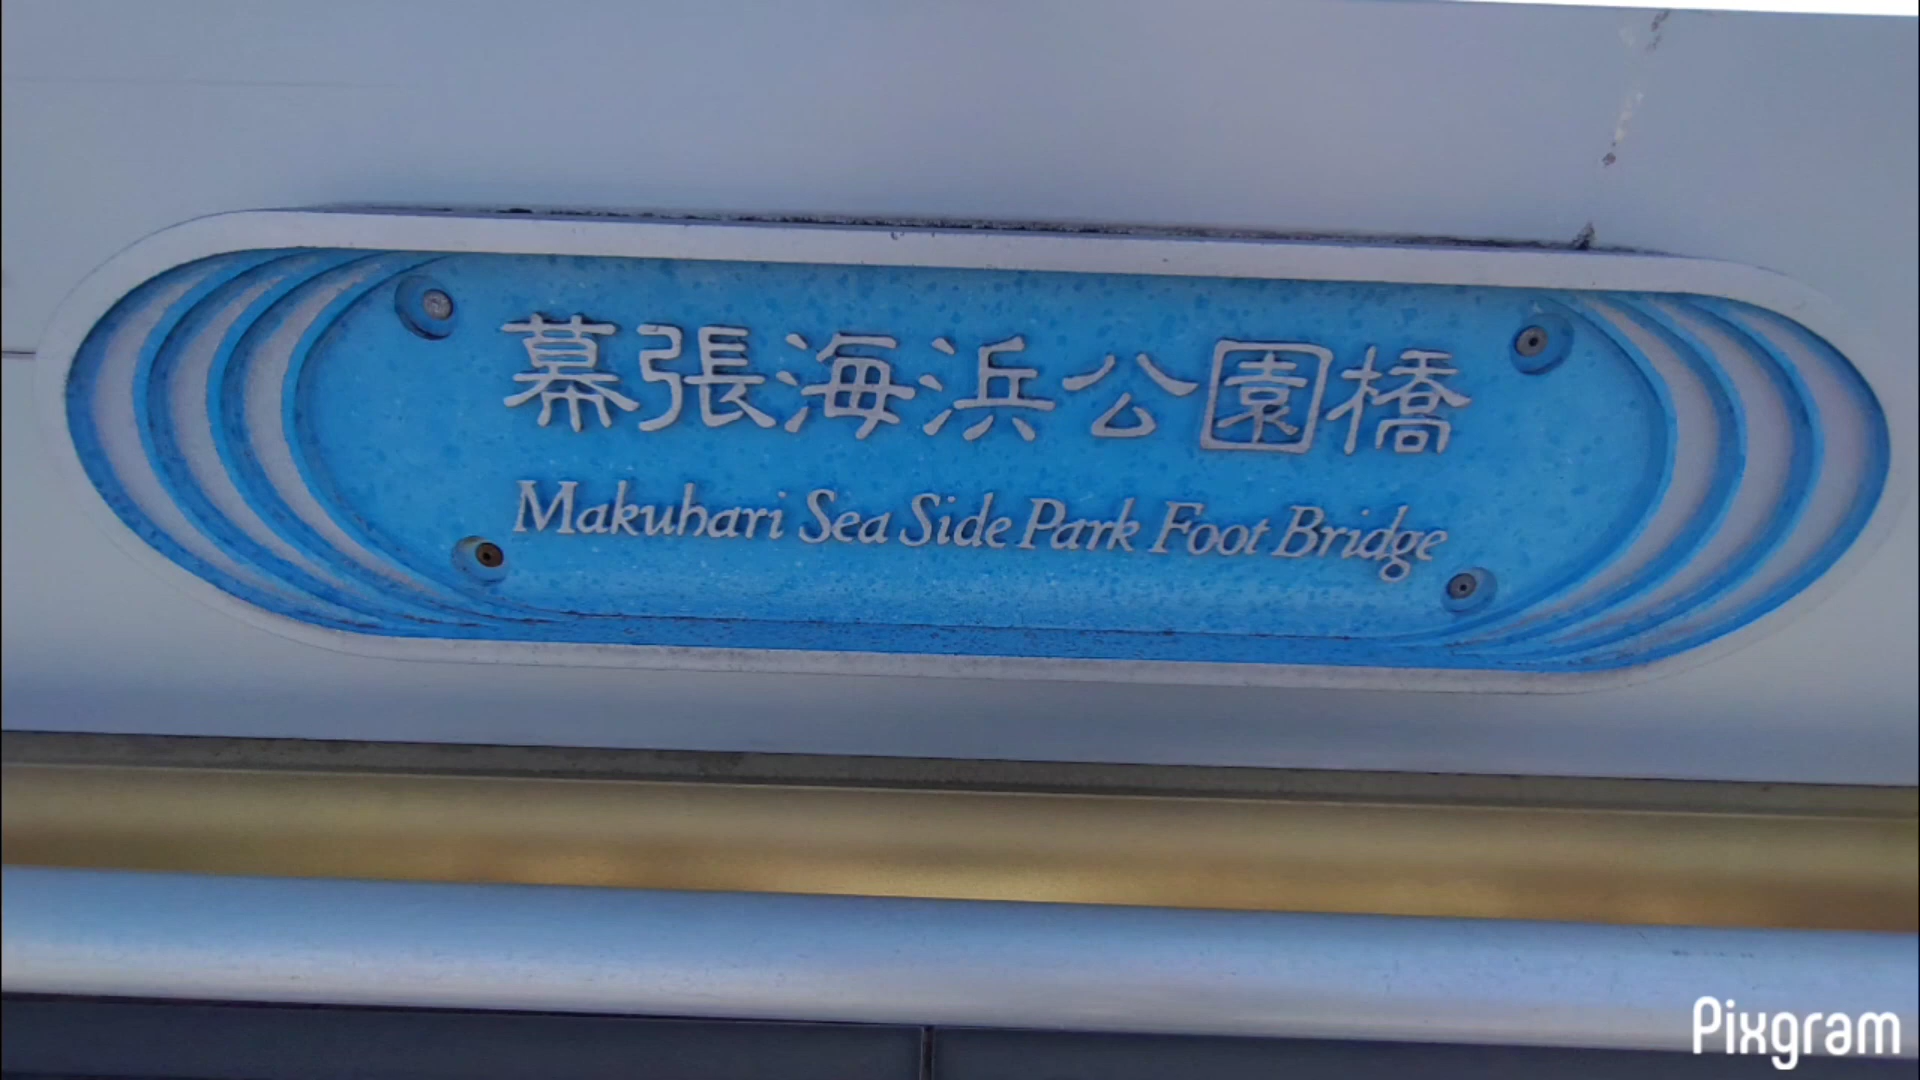 幕張海浜公園橋
Makuhari Sea Side Park Foot Bridge
Pixgram